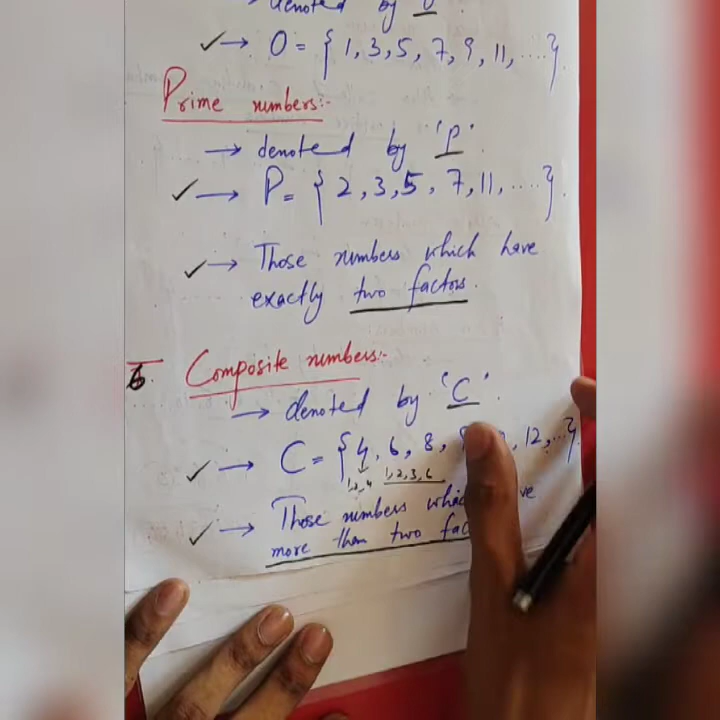 → denoted by
✓→ O = { 1, 3, 5, 7, 9, 11, ....}
Prime numbers:-
→ denoted by 'P'.
✓→ P = { 2, 3, 5, 7, 11, ....}.
✓→ Those numbers which have
exactly two factors.
6. Composite numbers:-
→ denoted by 'C'.
✓→ C = { 4, 6, 8, 12, ...}
1,2,4 1,2,3,6
✓→ Those numbers
more than two